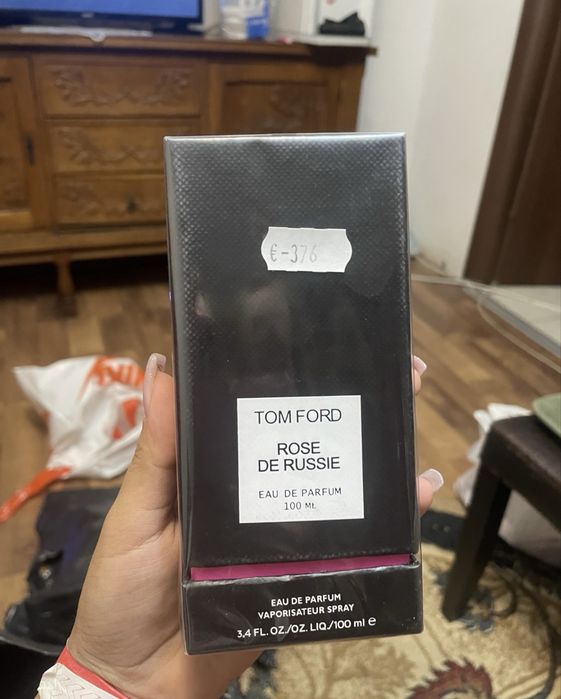 €-376
TOM FORD
ROSE
DE RUSSIE
EAU DE PARFUM
100 ML
EAU DE PARFUM
VAPORISATEUR SPRAY
3.4 FL. OZ./OZ. LIQ./100 ml e